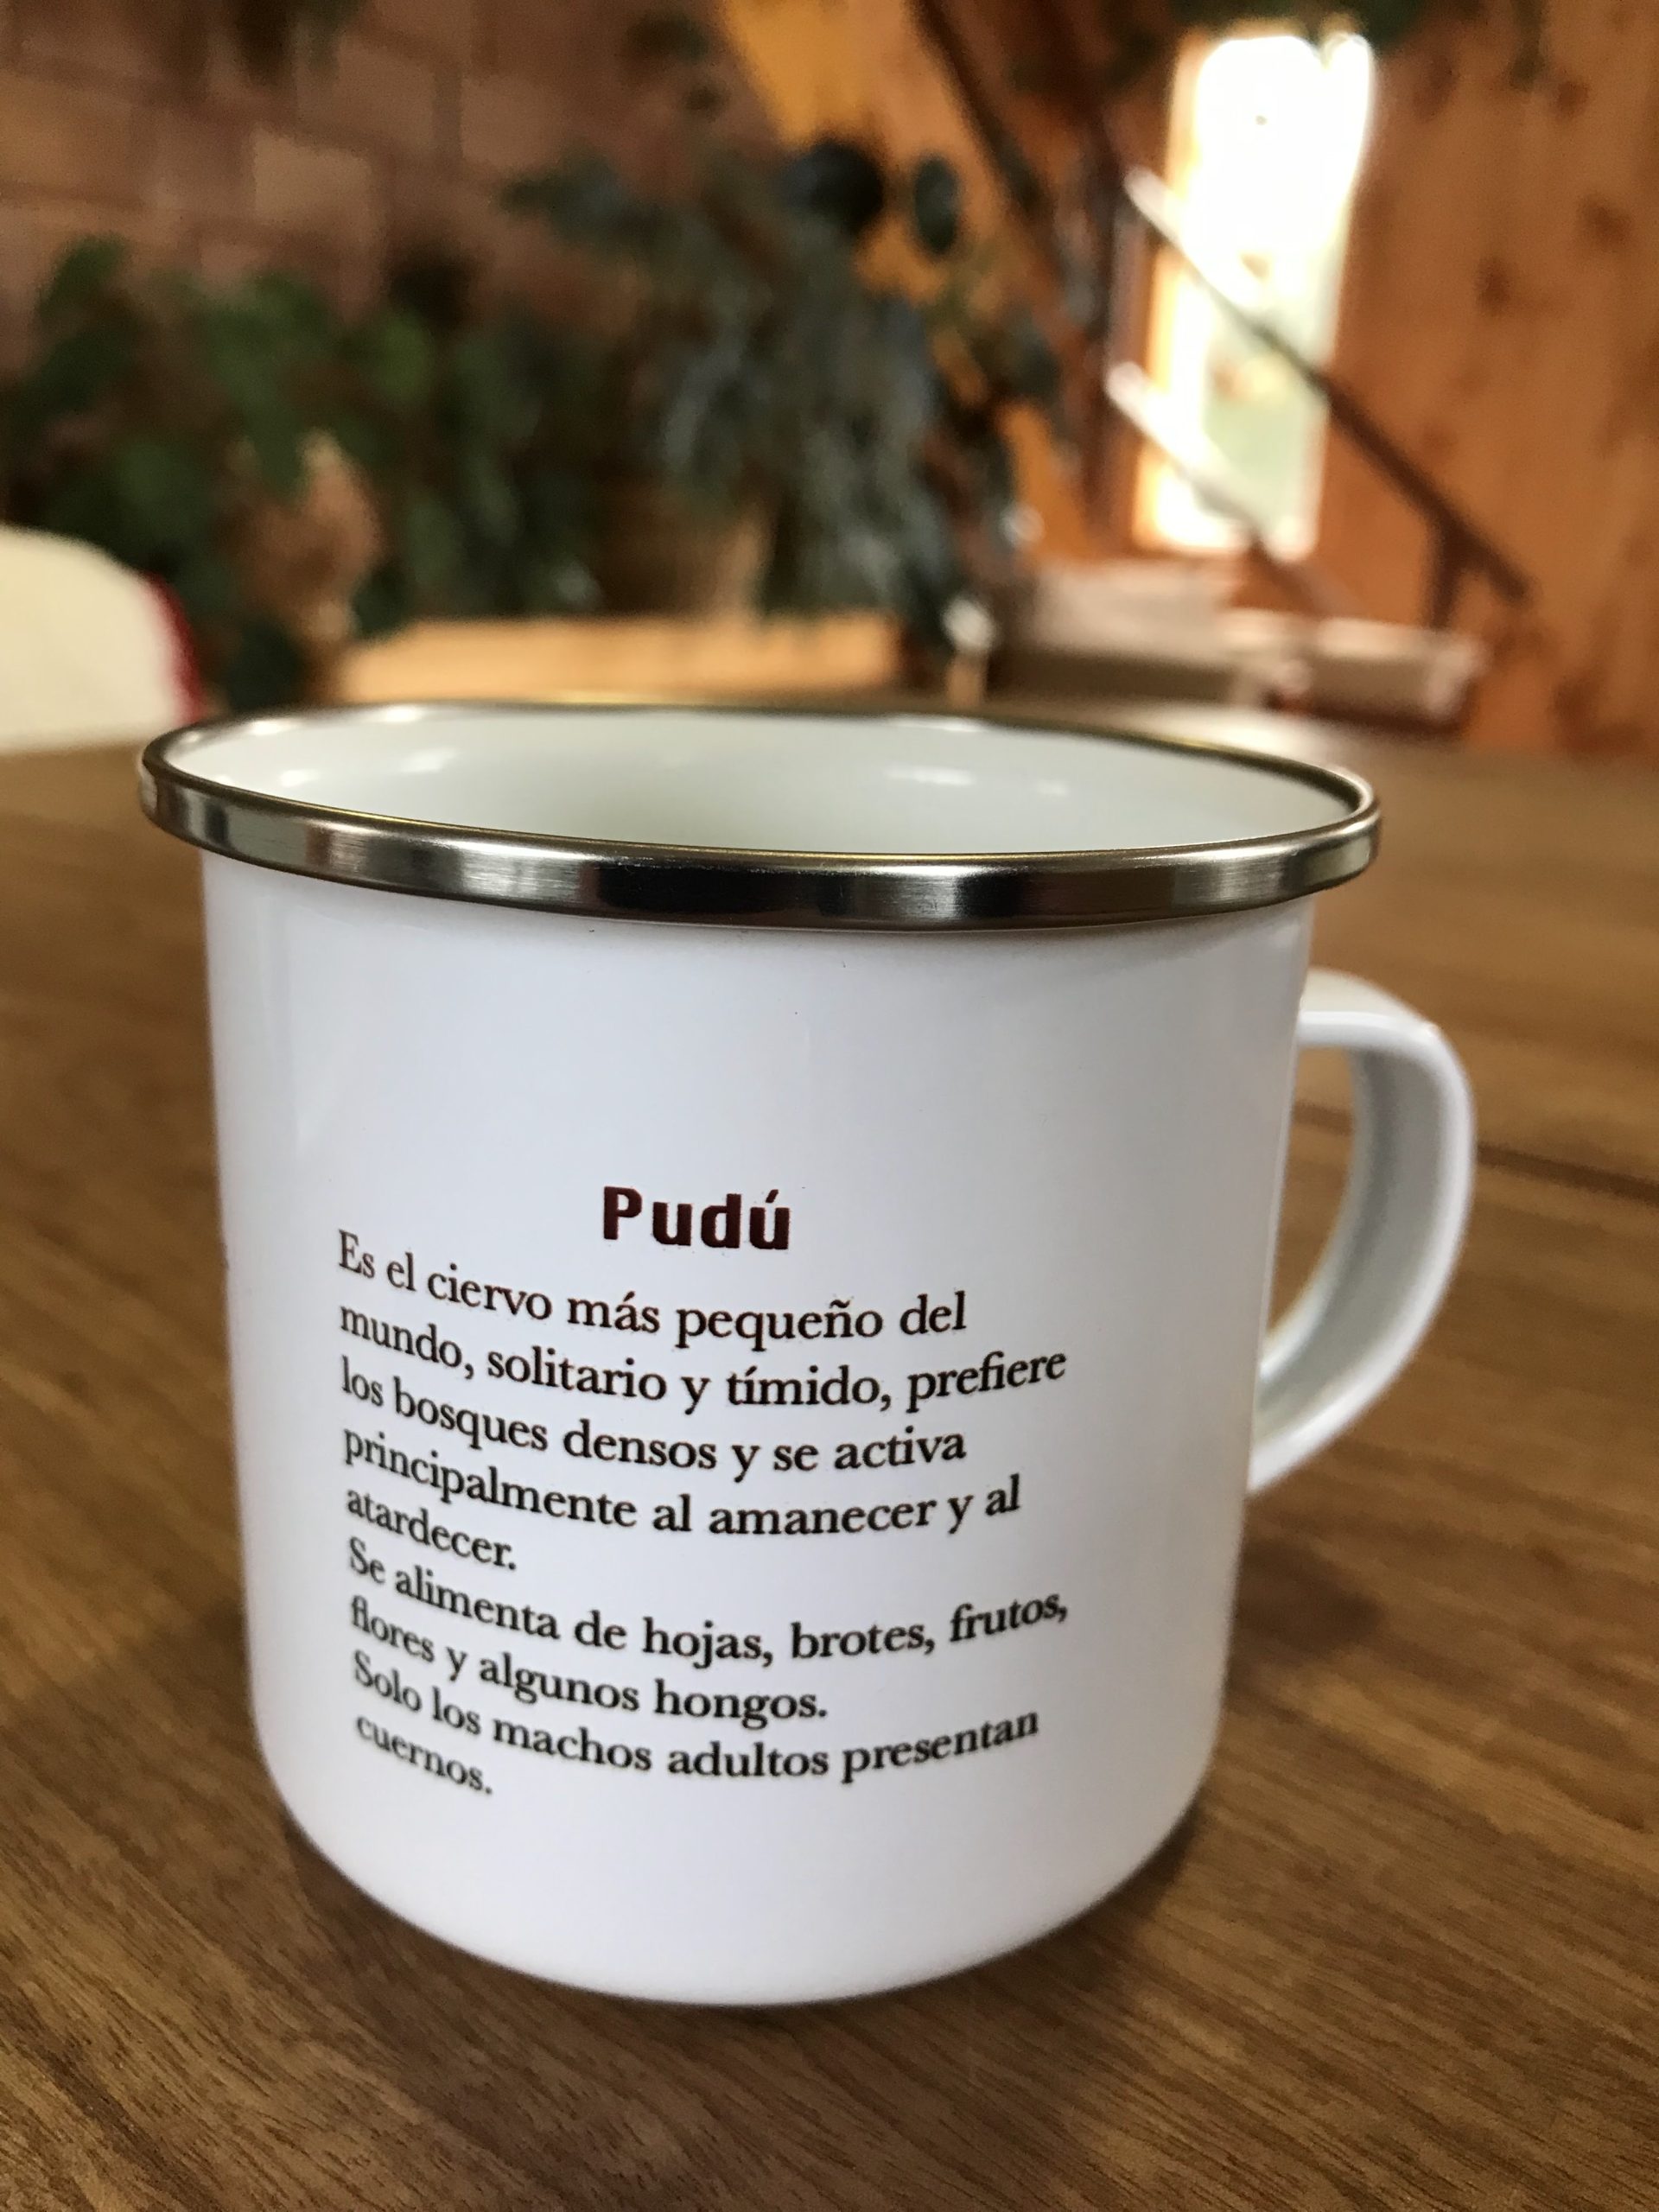 Pudú
Es el ciervo más pequeño del
mundo, solitario y tímido, prefiere
los bosques densos y se activa
principalmente al amanecer y al
atardecer.
Se alimenta de hojas, brotes, frutos,
flores y algunos hongos.
Solo los machos adultos presentan
cuernos.